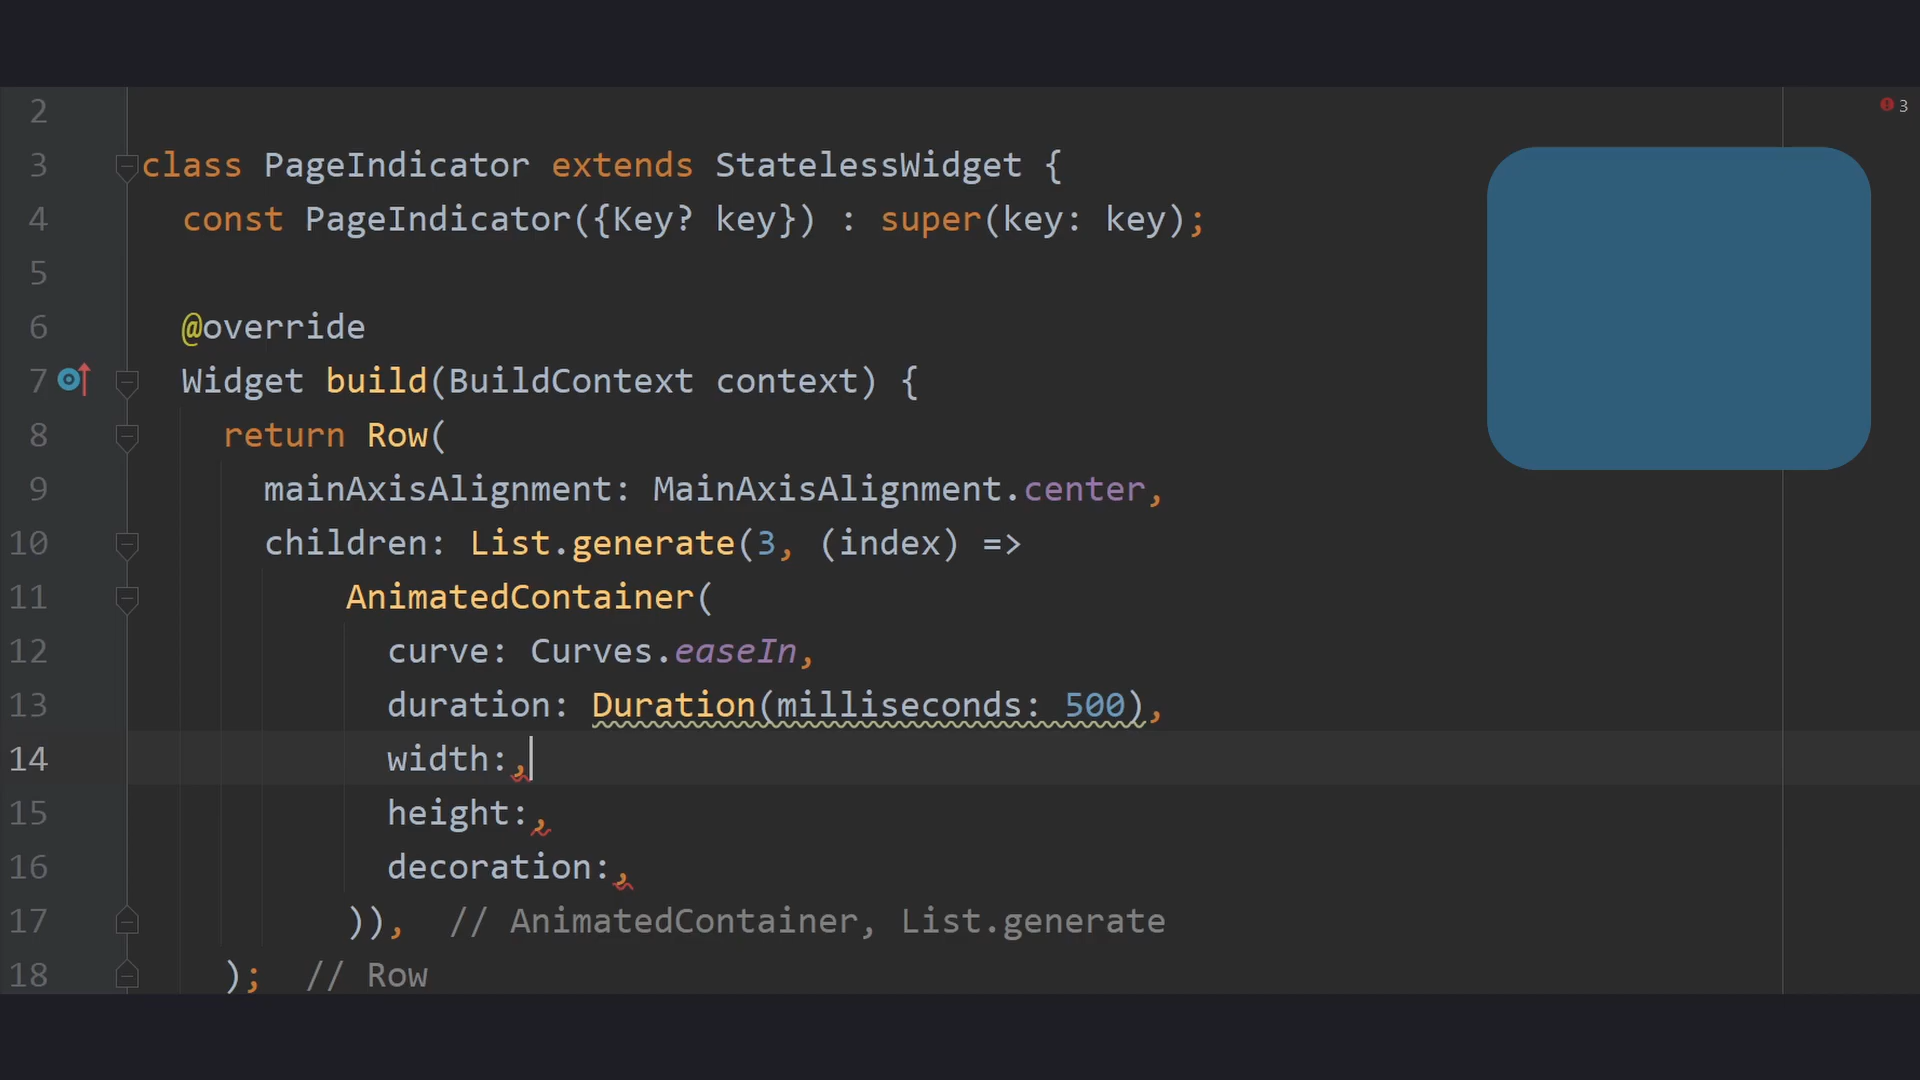 2
3
3 class PageIndicator extends StatelessWidget {
4 const PageIndicator({Key? key}) : super(key: key);
5
6 @override
7 Widget build(BuildContext context) {
8 return Row(
9 mainAxisAlignment: MainAxisAlignment.center,
10 children: List.generate(3, (index) =>
11 AnimatedContainer(
12 curve: Curves.easeIn,
13 duration: Duration(milliseconds: 500),
14 width:,
15 height:,
16 decoration:,
17 )), // AnimatedContainer, List.generate
18 ); // Row